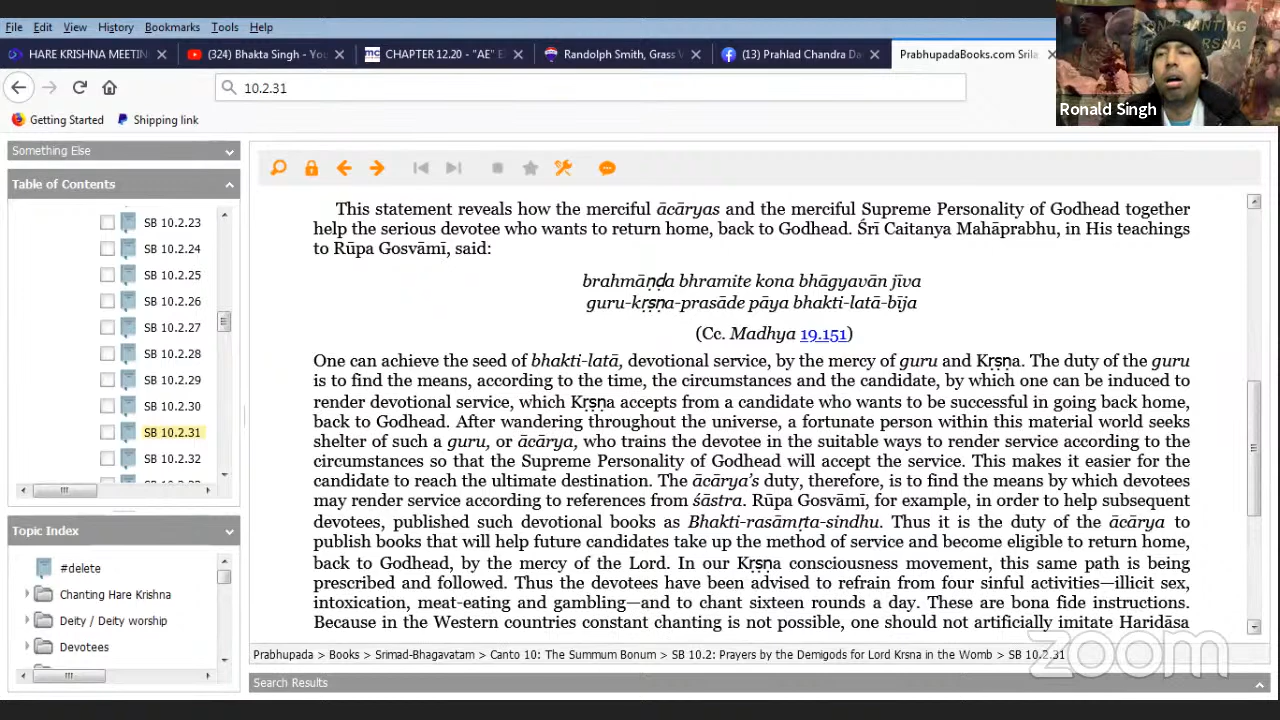 File Edit View History Bookmarks Tools Help
HARE KRISHNA MEETIN
(324) Bhakta Singh - You
CHAPTER 12.20 - "AE" E
Randolph Smith, Grass V
(13) Prahlad Chandra Da
PrabhupadaBooks.com Srila
10.2.31
Getting Started Shipping link
ON CHANTING
Ronald Singh
Something Else
Table of Contents
SB 10.2.23
SB 10.2.24
SB 10.2.25
SB 10.2.26
SB 10.2.27
SB 10.2.28
SB 10.2.29
SB 10.2.30
SB 10.2.31
SB 10.2.32
Topic Index
#delete
Chanting Hare Krishna
Deity / Deity worship
Devotees
This statement reveals how the merciful ācāryas and the merciful Supreme Personality of Godhead together
help the serious devotee who wants to return home, back to Godhead. Śrī Caitanya Mahāprabhu, in His teachings
to Rūpa Gosvāmī, said:
brahmāṇḍa bhramite kona bhāgyavān jīva
guru-kṛṣṇa-prasāde pāya bhakti-latā-bīja
(Cc. Madhya 19.151)
One can achieve the seed of bhakti-latā, devotional service, by the mercy of guru and Kṛṣṇa. The duty of the guru
is to find the means, according to the time, the circumstances and the candidate, by which one can be induced to
render devotional service, which Kṛṣṇa accepts from a candidate who wants to be successful in going back home,
back to Godhead. After wandering throughout the universe, a fortunate person within this material world seeks
shelter of such a guru, or ācārya, who trains the devotee in the suitable ways to render service according to the
circumstances so that the Supreme Personality of Godhead will accept the service. This makes it easier for the
candidate to reach the ultimate destination. The ācārya's duty, therefore, is to find the means by which devotees
may render service according to references from śāstra. Rūpa Gosvāmī, for example, in order to help subsequent
devotees, published such devotional books as Bhakti-rasāmṛta-sindhu. Thus it is the duty of the ācārya to
publish books that will help future candidates take up the method of service and become eligible to return home,
back to Godhead, by the mercy of the Lord. In our Kṛṣṇa consciousness movement, this same path is being
prescribed and followed. Thus the devotees have been advised to refrain from four sinful activities—illicit sex,
intoxication, meat-eating and gambling—and to chant sixteen rounds a day. These are bona fide instructions.
Because in the Western countries constant chanting is not possible, one should not artificially imitate Haridāsa
Prabhupada > Books > Srimad-Bhagavatam > Canto 10: The Summum Bonum > SB 10.2: Prayers by the Demigods for Lord Krsna in the Womb > SB 10.2.31
zoom
Search Results